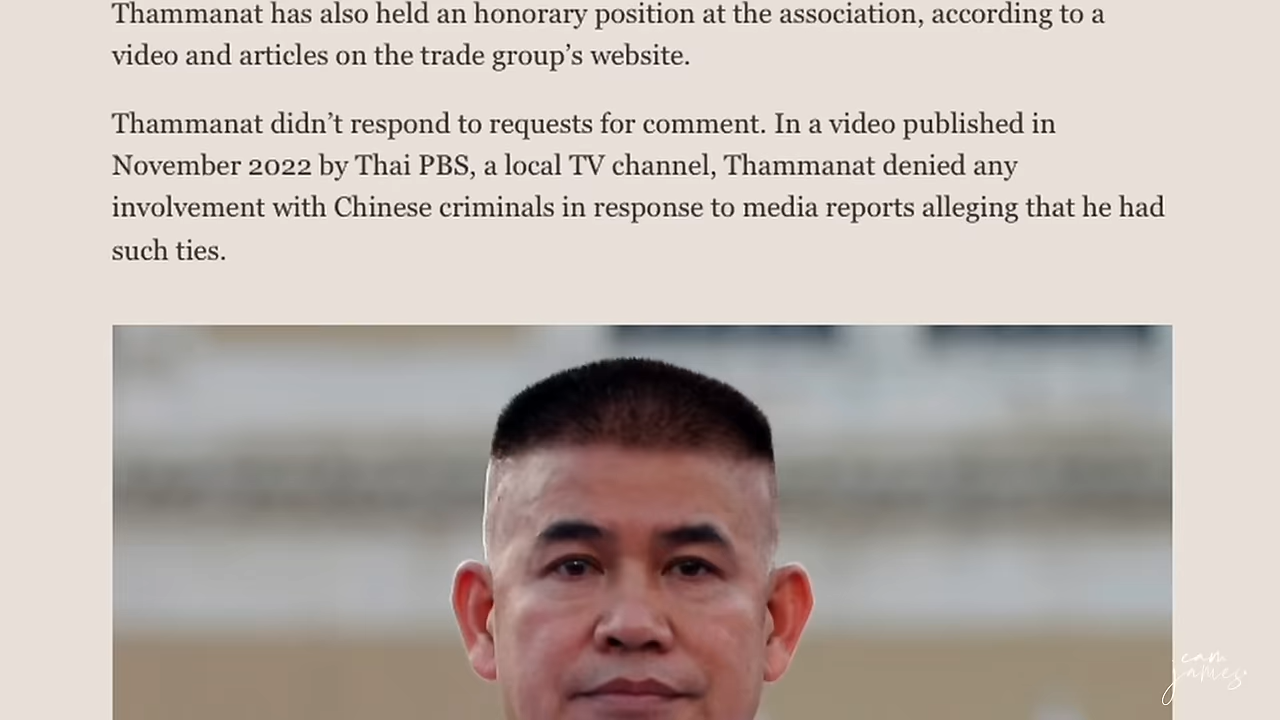 Thammanat has also held an honorary position at the association, according to a
video and articles on the trade group’s website.
Thammanat didn’t respond to requests for comment. In a video published in
November 2022 by Thai PBS, a local TV channel, Thammanat denied any
involvement with Chinese criminals in response to media reports alleging that he had
such ties.
james